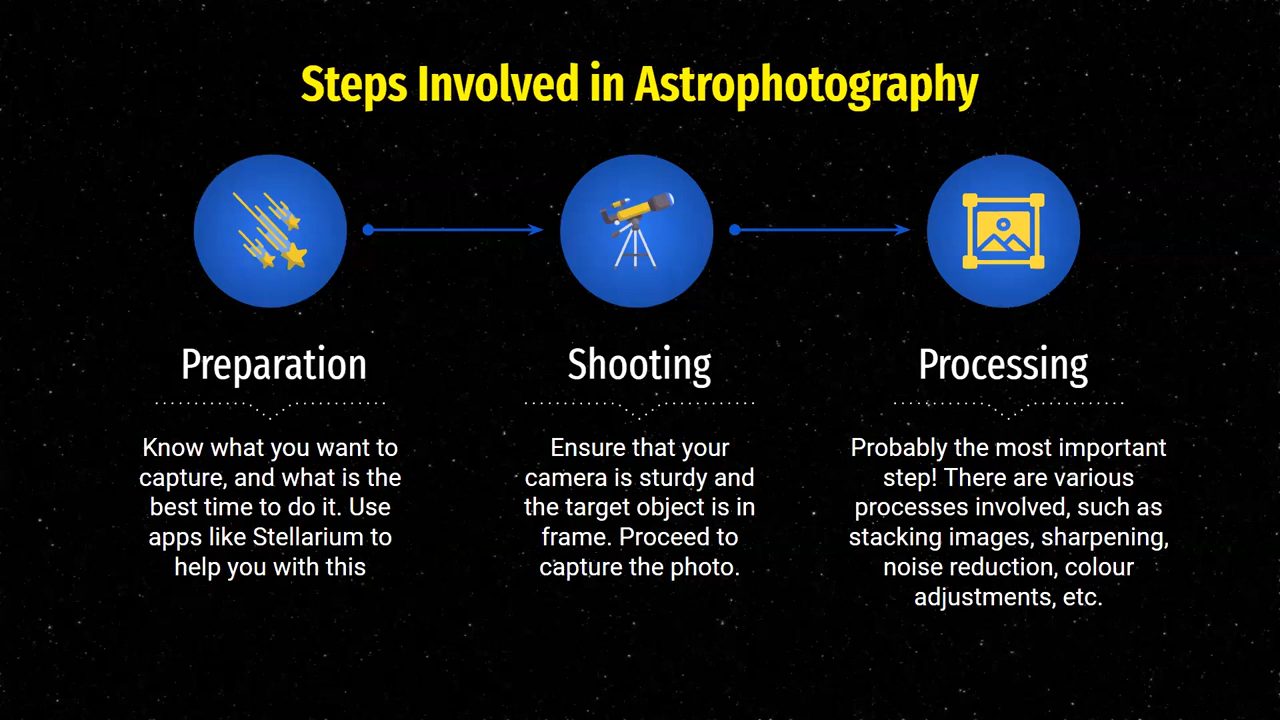 Steps Involved in Astrophotography
Preparation
Know what you want to
capture, and what is the
best time to do it. Use
apps like Stellarium to
help you with this
Shooting
Ensure that your
camera is sturdy and
the target object is in
frame. Proceed to
capture the photo.
Processing
Probably the most important
step! There are various
processes involved, such as
stacking images, sharpening,
noise reduction, colour
adjustments, etc.